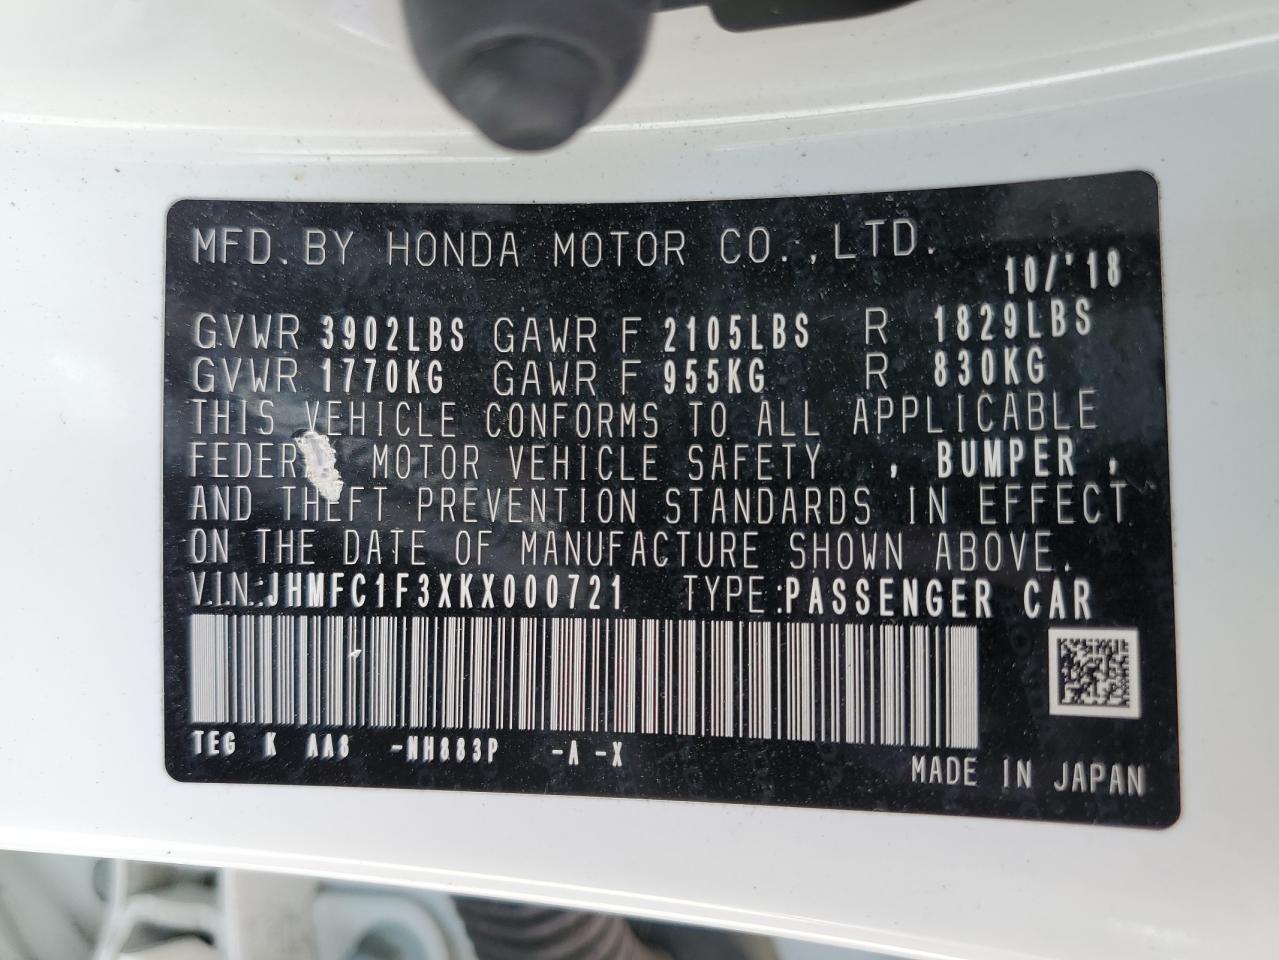 MFD. BY HONDA MOTOR CO.,LTD.
10/'18
GVWR 3902LBS GAWR F 2105LBS R 1829LBS
GVWR 1770KG GAWR F 955KG R 830KG
THIS VEHICLE CONFORMS TO ALL APPLICABLE
MOTOR VEHICLE SAFETY , BUMPER ,
AND THEFT PREVENTION STANDARDS IN EFFECT
ON THE DATE OF MANUFACTURE SHOWN ABOVE.
V.I.N.:JHMFC1F3XKX000721 TYPE:PASSENGER CAR
TEG K AA8 -NH883P -A -X
MADE IN JAPAN